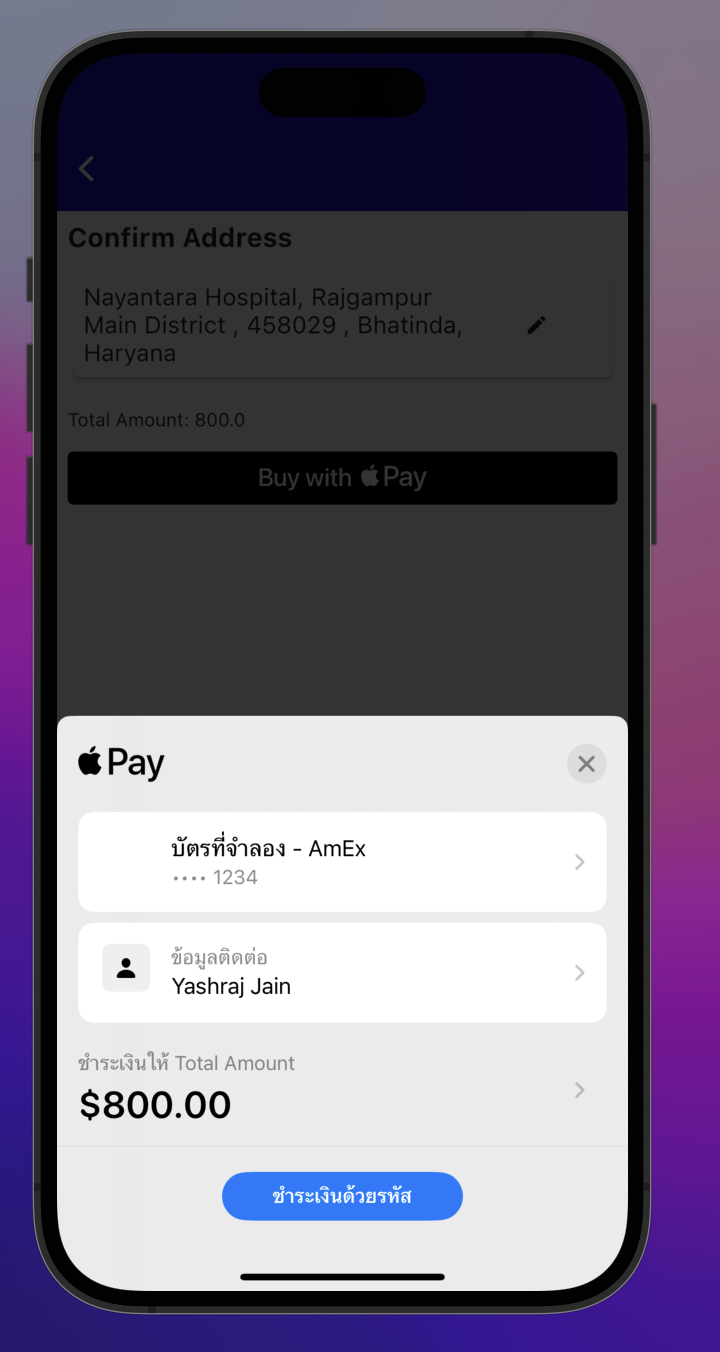 Confirm Address
Nayantara Hospital, Rajgampur
Main District , 458029 , Bhatinda,
Haryana
Total Amount: 800.0
Buy with Pay
Pay
บัตรที่จำลอง - AmEx
···· 1234
ข้อมูลติดต่อ
Yashraj Jain
ชำระเงินให้ Total Amount
$800.00
ชำระเงินด้วยรหัส